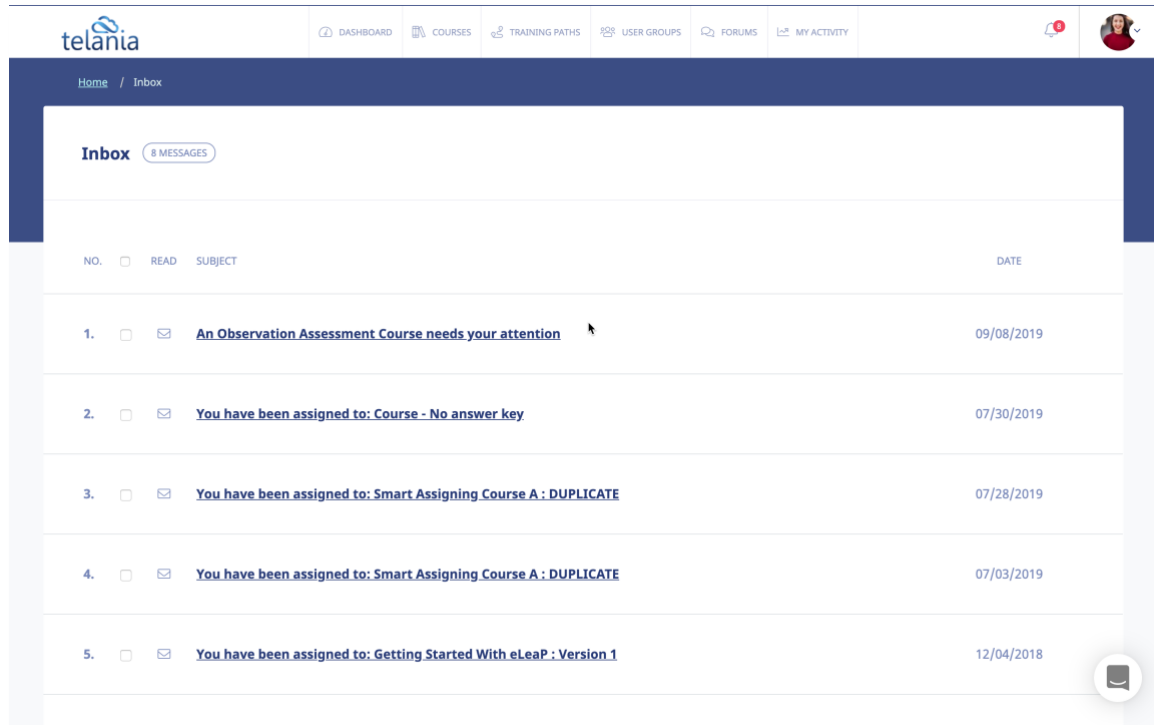 telania
DASHBOARD COURSES TRAINING PATHS USER GROUPS FORUMS MY ACTIVITY 8
Home / Inbox
Inbox 8 MESSAGES
NO. READ SUBJECT DATE
1. An Observation Assessment Course needs your attention 09/08/2019
2. You have been assigned to: Course - No answer key 07/30/2019
3. You have been assigned to: Smart Assigning Course A : DUPLICATE 07/28/2019
4. You have been assigned to: Smart Assigning Course A : DUPLICATE 07/03/2019
5. You have been assigned to: Getting Started With eLeaP : Version 1 12/04/2018